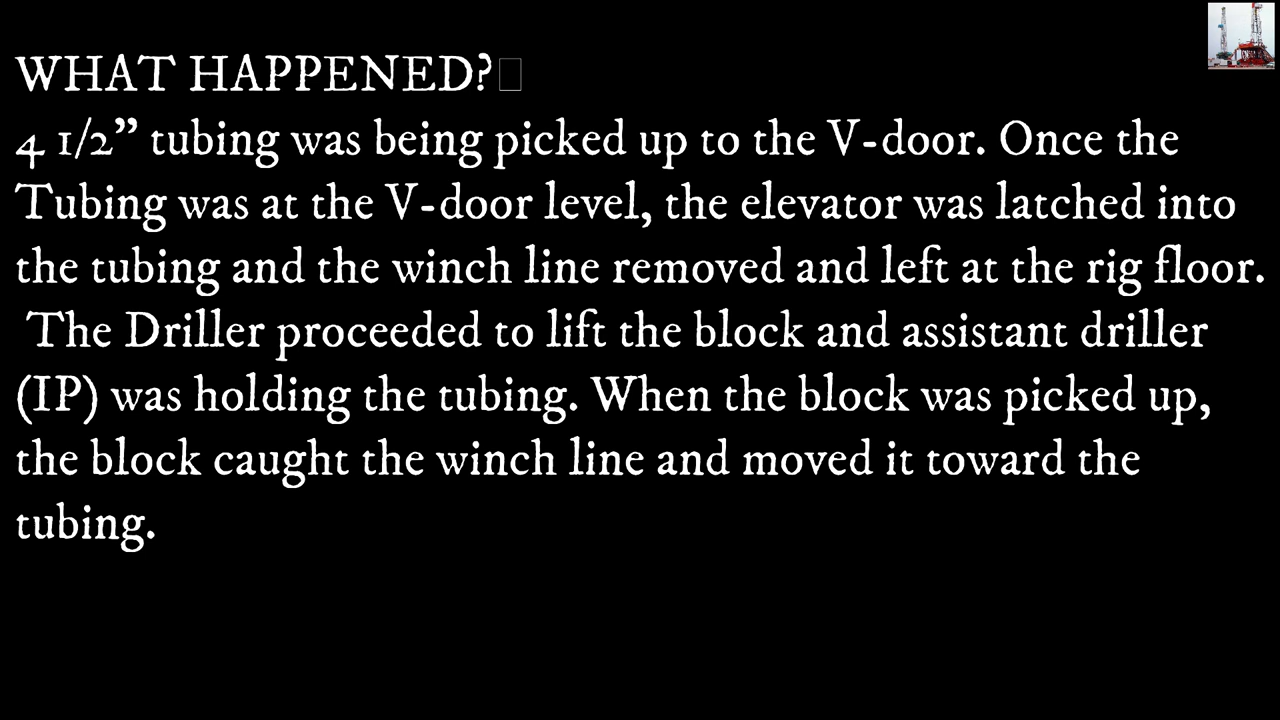 WHAT HAPPENED?
4 1/2” tubing was being picked up to the V-door. Once the
Tubing was at the V-door level, the elevator was latched into
the tubing and the winch line removed and left at the rig floor.
The Driller proceeded to lift the block and assistant driller
(IP) was holding the tubing. When the block was picked up,
the block caught the winch line and moved it toward the
tubing.